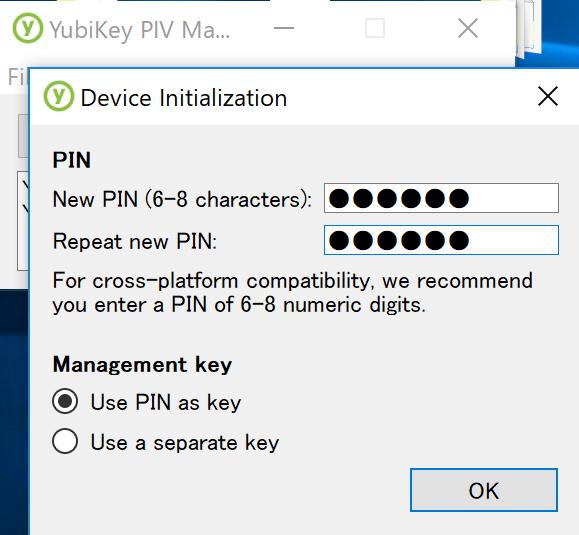 YubiKey PIV Ma...
Device Initialization
PIN
New PIN (6-8 characters):
Repeat new PIN:
For cross-platform compatibility, we recommend
you enter a PIN of 6-8 numeric digits.
Management key
Use PIN as key
Use a separate key
OK